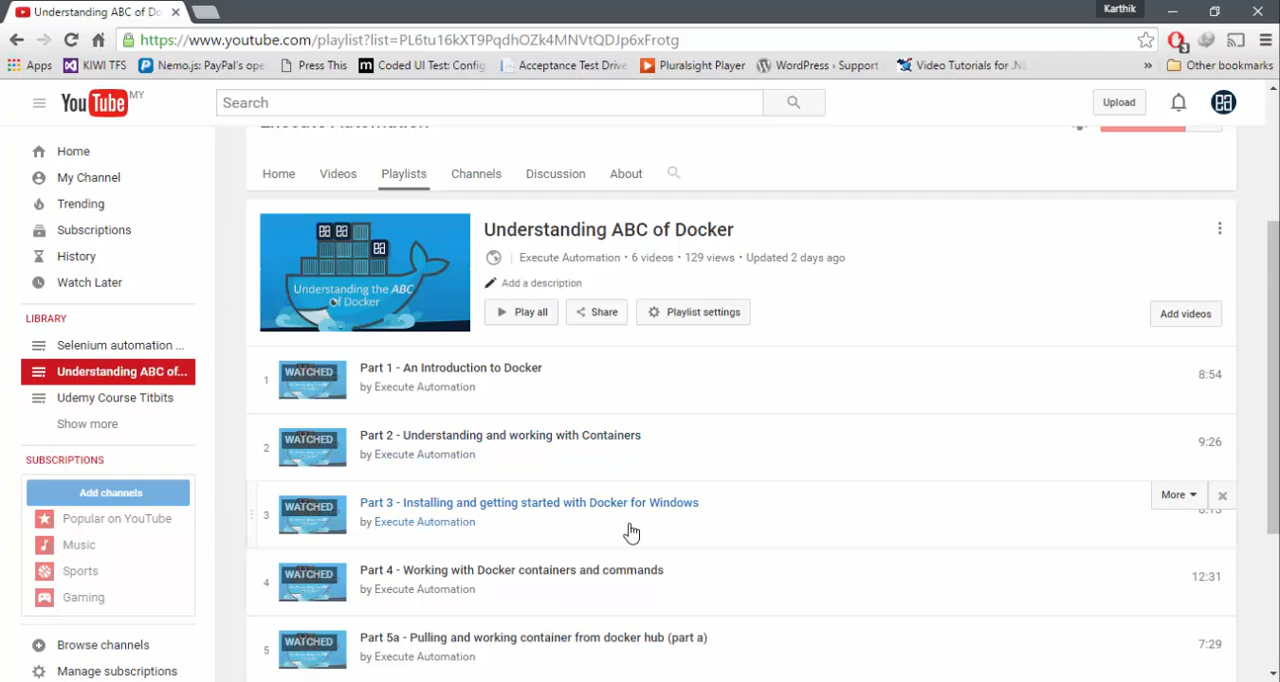 Understanding ABC of Do
Karthik
https://www.youtube.com/playlist?list=PL6tu16kXT9PqdhOZk4MNVtQDJp6xFrotg
Apps KIWI TFS Nemo.js: PayPal's ope Press This Coded UI Test: Config Acceptance Test Drive Pluralsight Player WordPress › Support Video Tutorials for .N » Other bookmarks
YouTube MY
Search
Upload
Execute Automation
Home
My Channel
Trending
Subscriptions
History
Watch Later
LIBRARY
Selenium automation ...
Understanding ABC of...
Udemy Course Titbits
Show more
SUBSCRIPTIONS
Add channels
Popular on YouTube
Music
Sports
Gaming
Browse channels
Manage subscriptions
Home Videos Playlists Channels Discussion About
Understanding the ABC
of Docker
Understanding ABC of Docker
Execute Automation • 6 videos • 129 views • Updated 2 days ago
Add a description
Play all Share Playlist settings
Add videos
1 WATCHED Part 1 - An Introduction to Docker 8:54
by Execute Automation
2 WATCHED Part 2 - Understanding and working with Containers 9:26
by Execute Automation
3 WATCHED Part 3 - Installing and getting started with Docker for Windows More
by Execute Automation
4 WATCHED Part 4 - Working with Docker containers and commands 12:31
by Execute Automation
5 WATCHED Part 5a - Pulling and working container from docker hub (part a) 7:29
by Execute Automation